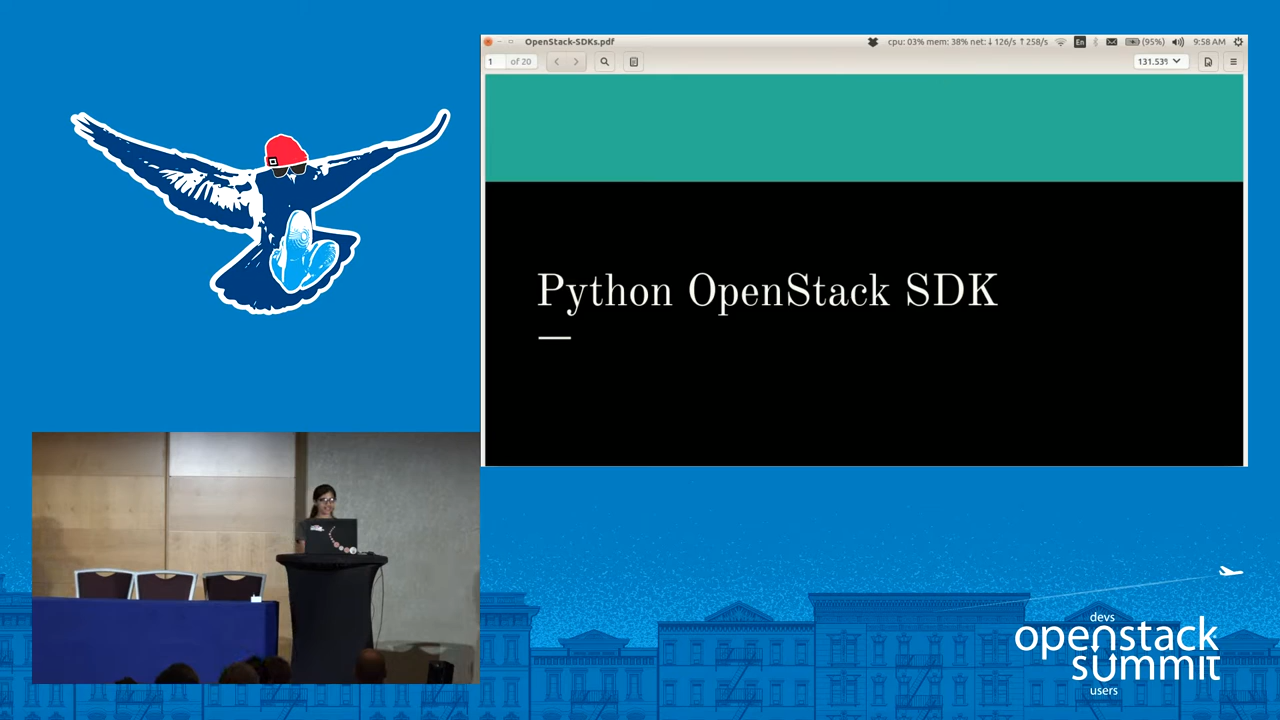 OpenStack-SDKs.pdf
cpu: 03% mem: 38% net:↓126/s ↑258/s
En
(95%)
9:58 AM
1 of 20
131.53%
Python OpenStack SDK
devs
openstack
summit
users